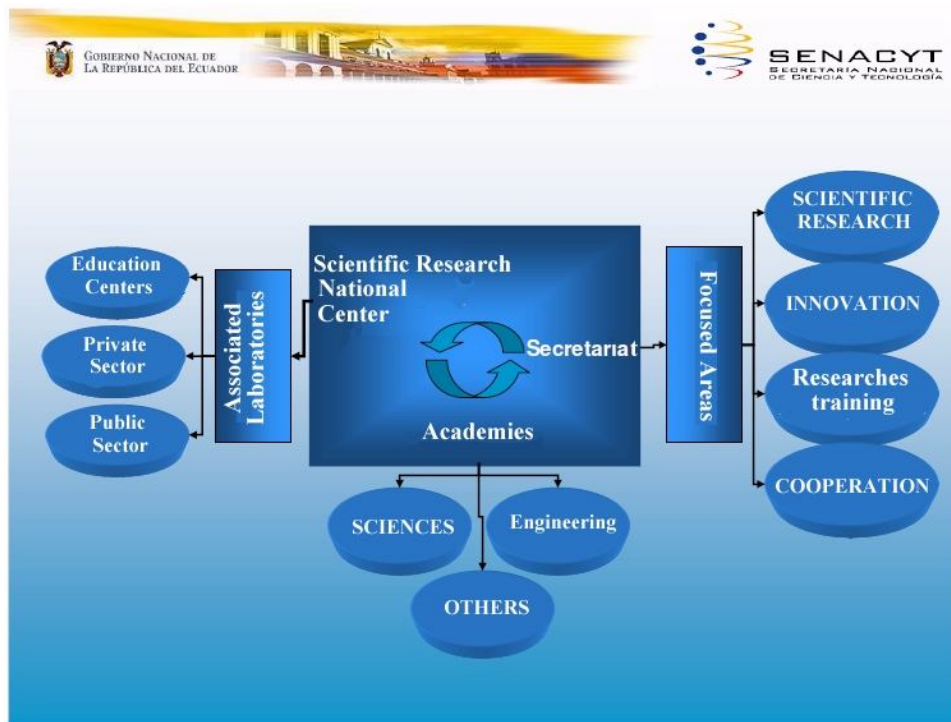 GOBIERNO NACIONAL DE
LA REPÚBLICA DEL ECUADOR
SENACYT
SECRETARIA NACIONAL
DE CIENCIA Y TECNOLOGÍA
Scientific Research
National
Center
Secretariat
Academies
Associated
Laboratories
Education
Centers
Private
Sector
Public
Sector
Focused Areas
SCIENTIFIC
RESEARCH
INNOVATION
Researches
training
COOPERATION
SCIENCES
Engineering
OTHERS